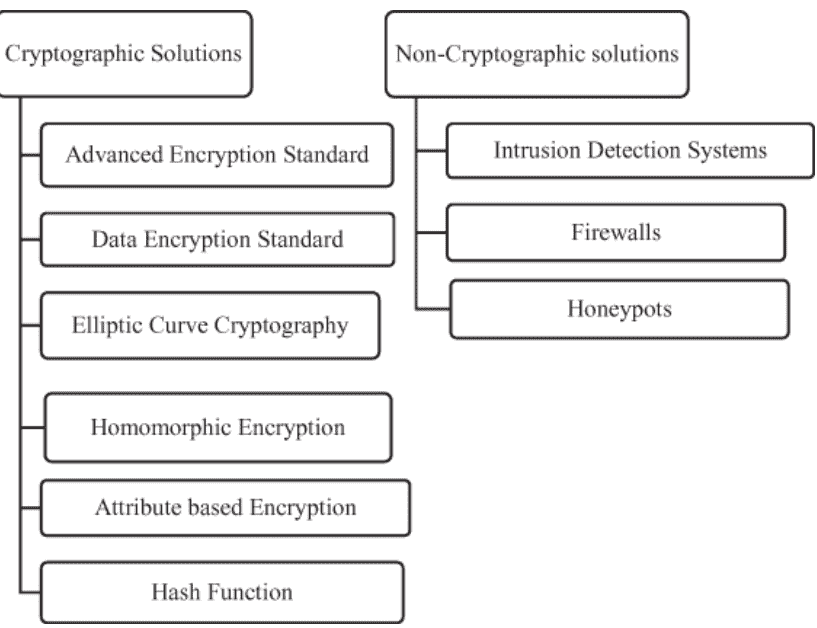 Cryptographic Solutions
Advanced Encryption Standard
Data Encryption Standard
Elliptic Curve Cryptography
Homomorphic Encryption
Attribute based Encryption
Hash Function
Non-Cryptographic solutions
Intrusion Detection Systems
Firewalls
Honeypots